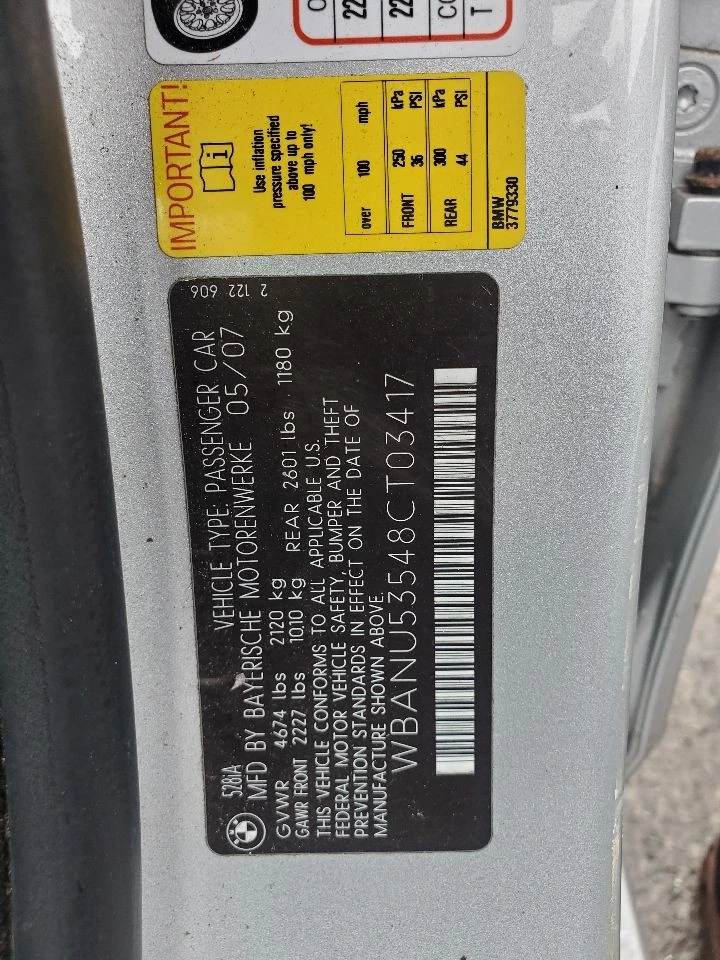 22
22
CO
T
IMPORTANT!
i
Use inflation
pressure specified
above up to
100 mph only!
over 100 mph
FRONT 250 kPa
36 PSI
REAR 300 kPa
44 PSI
BMW
3779330
2 122 606
528iA
VEHICLE TYPE: PASSENGER CAR
MFD BY BAYERISCHE MOTORENWERKE 05/07
GVWR 4674 lbs 2120 kg
GAWR FRONT 2227 lbs 1010 kg REAR 2601 lbs 1180 kg
THIS VEHICLE CONFORMS TO ALL APPLICABLE U.S.
FEDERAL MOTOR VEHICLE SAFETY, BUMPER AND THEFT
PREVENTION STANDARDS IN EFFECT ON THE DATE OF
MANUFACTURE SHOWN ABOVE.
WBANU53548CT03417